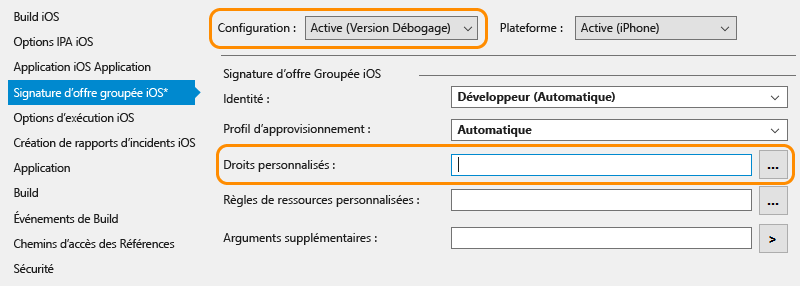 Build iOS
Options IPA iOS
Application iOS Application
Signature d'offre groupée iOS*
Options d'exécution iOS
Création de rapports d'incidents iOS
Application
Build
Événements de Build
Chemins d'accès des Références
Sécurité
Configuration : Active (Version Débogage) Plateforme : Active (iPhone)
Signature d'offre Groupée iOS
Identité : Développeur (Automatique)
Profil d'approvisionnement : Automatique
Droits personnalisés : ...
Règles de ressources personnalisées : ...
Arguments supplémentaires : >